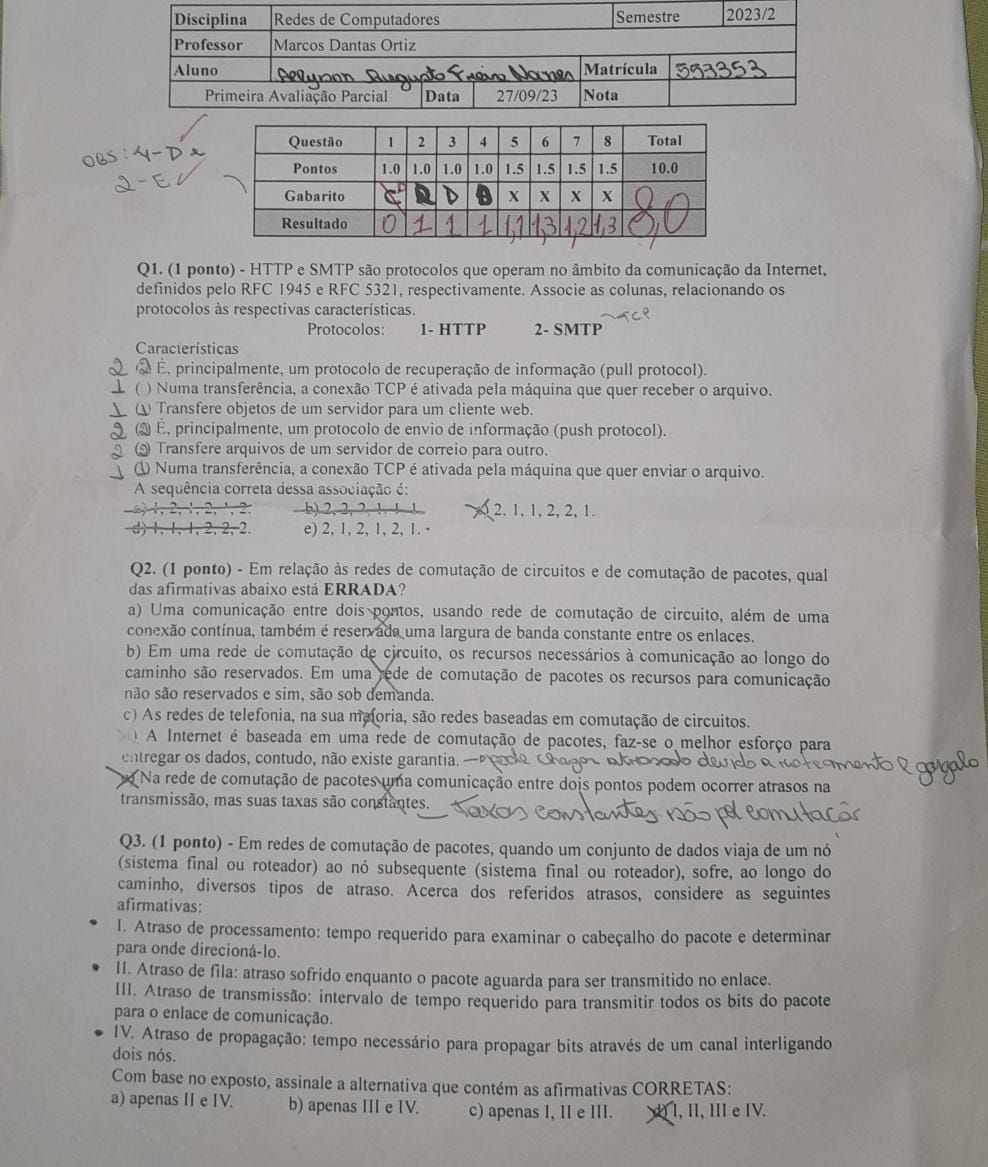 Disciplina Redes de Computadores Semestre 2023/2
Professor Marcos Dantas Ortiz
Aluno Augusto Matrícula 593353
Primeira Avaliação Parcial Data 27/09/23 Nota
OBS: 4-D e
2-E
Questão 1 2 3 4 5 6 7 8 Total
Pontos 1.0 1.0 1.0 1.0 1.5 1.5 1.5 1.5 10.0
Gabarito C D X X X X
Resultado 0 1 1 1 1,1 1,3 1,2 1,3 8,0
Q1. (1 ponto) - HTTP e SMTP são protocolos que operam no âmbito da comunicação da Internet,
definidos pelo RFC 1945 e RFC 5321, respectivamente. Associe as colunas, relacionando os
protocolos às respectivas características.
Protocolos: 1- HTTP 2- SMTP
Características
2 (2) É, principalmente, um protocolo de recuperação de informação (pull protocol).
1 ( ) Numa transferência, a conexão TCP é ativada pela máquina que quer receber o arquivo.
1 (1) Transfere objetos de um servidor para um cliente web.
2 (2) É, principalmente, um protocolo de envio de informação (push protocol).
2 (2) Transfere arquivos de um servidor de correio para outro.
1 (1) Numa transferência, a conexão TCP é ativada pela máquina que quer enviar o arquivo.
A sequência correta dessa associação é:
a) 1, 2, 1, 2, 1, 2. b) 2, 2, 2, 1, 1, 1. 2, 1, 1, 2, 2, 1.
d) 1, 1, 1, 2, 2, 2. e) 2, 1, 2, 1, 2, 1.
Q2. (1 ponto) - Em relação às redes de comutação de circuitos e de comutação de pacotes, qual
das afirmativas abaixo está ERRADA?
a) Uma comunicação entre dois pontos, usando rede de comutação de circuito, além de uma
conexão contínua, também é reservada uma largura de banda constante entre os enlaces.
b) Em uma rede de comutação de circuito, os recursos necessários à comunicação ao longo do
caminho são reservados. Em uma rede de comutação de pacotes os recursos para comunicação
não são reservados e sim, são sob demanda.
c) As redes de telefonia, na sua maioria, são redes baseadas em comutação de circuitos.
) A Internet é baseada em uma rede de comutação de pacotes, faz-se o melhor esforço para
entregar os dados, contudo, não existe garantia. pode chegar atrasado devido a roteamento e gargalo
Na rede de comutação de pacotes uma comunicação entre dois pontos podem ocorrer atrasos na
transmissão, mas suas taxas são constantes. Taxas constantes não pel comutação
Q3. (1 ponto) - Em redes de comutação de pacotes, quando um conjunto de dados viaja de um nó
(sistema final ou roteador) ao nó subsequente (sistema final ou roteador), sofre, ao longo do
caminho, diversos tipos de atraso. Acerca dos referidos atrasos, considere as seguintes
afirmativas:
I. Atraso de processamento: tempo requerido para examinar o cabeçalho do pacote e determinar
para onde direcioná-lo.
II. Atraso de fila: atraso sofrido enquanto o pacote aguarda para ser transmitido no enlace.
III. Atraso de transmissão: intervalo de tempo requerido para transmitir todos os bits do pacote
para o enlace de comunicação.
IV. Atraso de propagação: tempo necessário para propagar bits através de um canal interligando
dois nós.
Com base no exposto, assinale a alternativa que contém as afirmativas CORRETAS:
a) apenas II e IV. b) apenas III e IV. c) apenas I, II e III. d) I, II, III e IV.